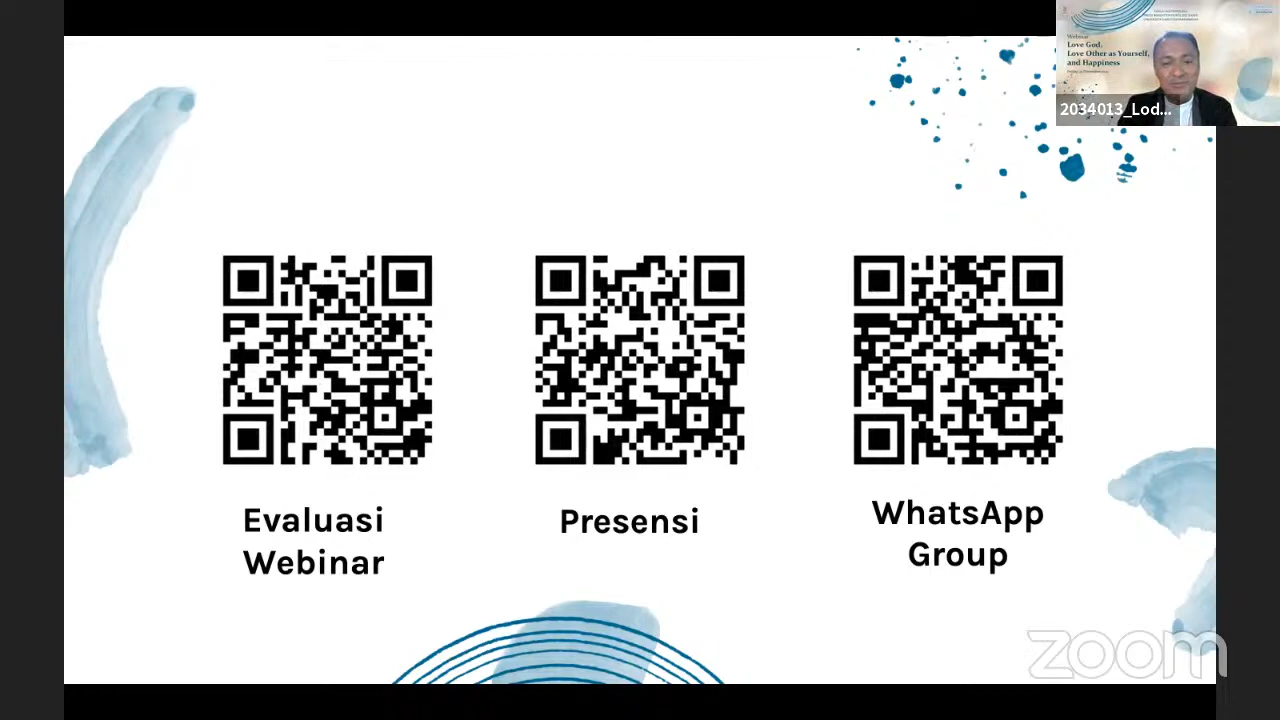 Webinar
Love God,
Love Other as Yourself,
and Happiness
2034013_Lod...
Evaluasi
Webinar
Presensi
WhatsApp
Group
zoom